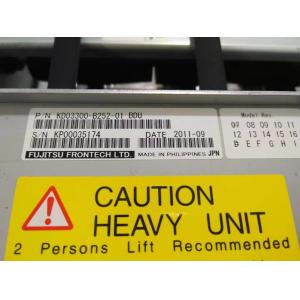 P/N KD03300-B252-01 BDU
S/N KP00035174 DATE 2011-09
FUJITSU FRONTECH LTD. MADE IN PHILIPPINES JPN
Model Rev.
07 08 09 10 11
12 13 14 15 16
D E F G H I
CAUTION
HEAVY UNIT
2 Persons Lift Recommended